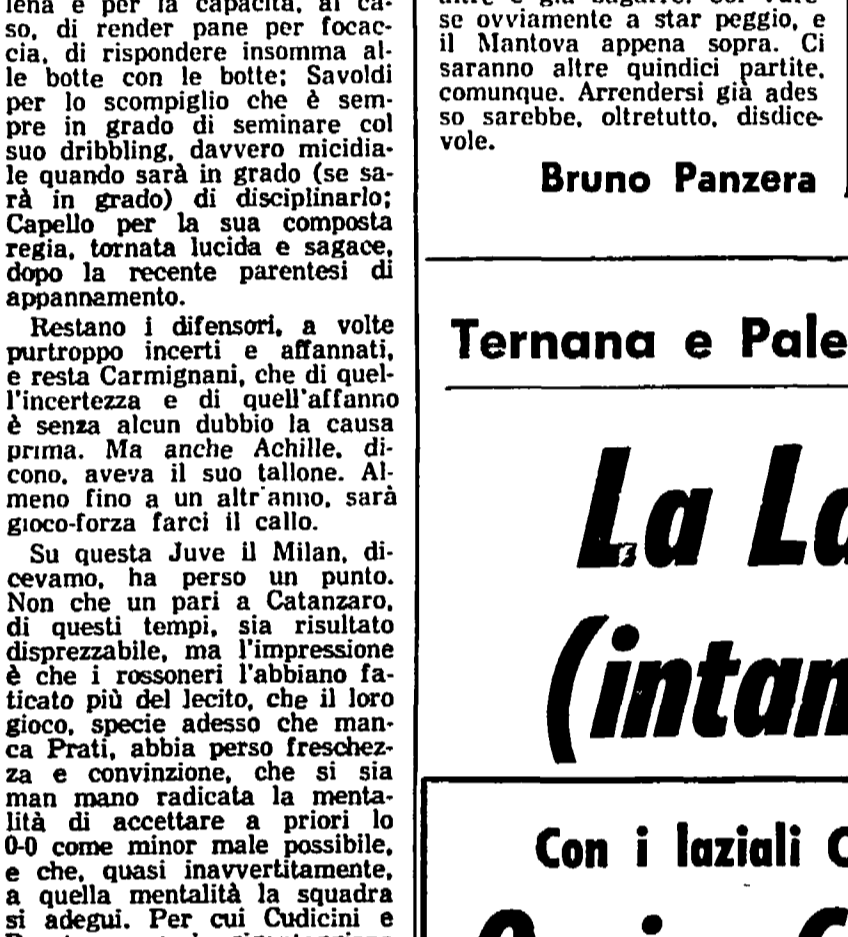 lena e per la capacità, al ca-
so, di render pane per focac-
cia, di rispondere insomma al-
le botte con le botte; Savoldi
per lo scompiglio che è sem-
pre in grado di seminare col
suo dribbling, davvero micidia-
le quando sarà in grado (se sa-
rà in grado) di disciplinarlo;
Capello per la sua composta
regia, tornata lucida e sagace,
dopo la recente parentesi di
appannamento.
Restano i difensori, a volte
purtroppo incerti e affannati,
e resta Carmignani, che di quel-
l'incertezza e di quell'affanno
è senza alcun dubbio la causa
prima. Ma anche Achille, di-
cono, aveva il suo tallone. Al-
meno fino a un altr'anno, sarà
gioco-forza farci il callo.
Su questa Juve il Milan, di-
cevamo, ha perso un punto.
Non che un pari a Catanzaro,
di questi tempi, sia risultato
disprezzabile, ma l'impressione
è che i rossoneri l'abbiano fa-
ticato più del lecito, che il loro
gioco, specie adesso che man-
ca Prati, abbia perso freschez-
za e convinzione, che si sia
man mano radicata la menta-
lità di accettare a priori lo
0-0 come minor male possibile,
e che, quasi inavvertitamente,
a quella mentalità la squadra
si adegui. Per cui Cudicini e
se ovviamente a star peggio, e
il Mantova appena sopra. Ci
saranno altre quindici partite,
comunque. Arrendersi già ades
so sarebbe, oltretutto, disdice-
vole.
Bruno Panzera
Ternana e Pale
La La
(intan
Con i laziali